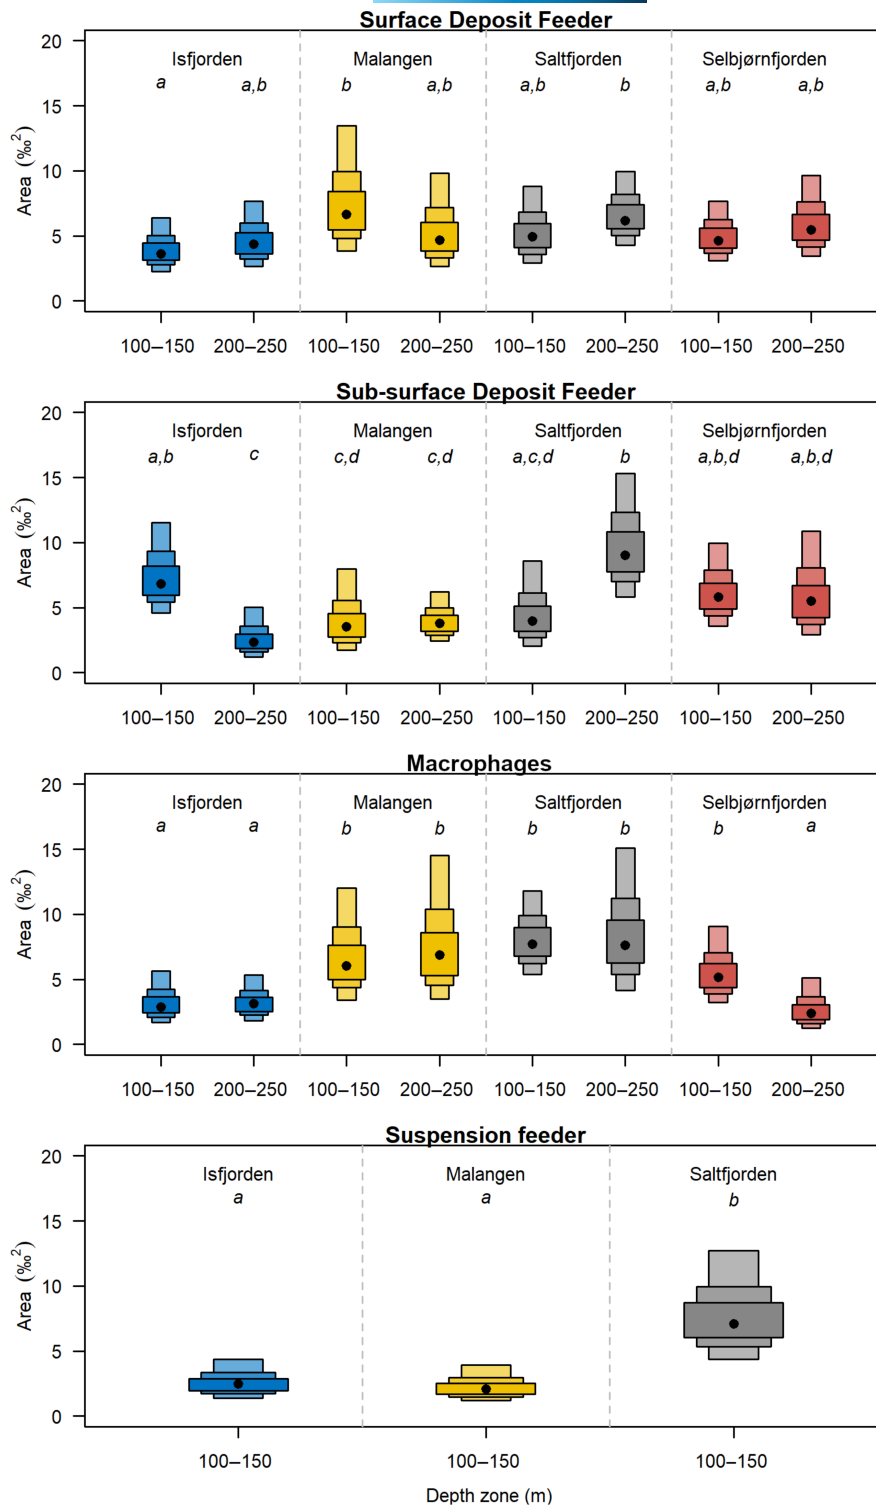 Surface Deposit Feeder
Isfjorden Malangen Saltfjorden Selbjørnfjorden
a a,b b a,b a,b b a,b a,b
20
15
10
5
0
Area (‰²)
100–150 200–250 100–150 200–250 100–150 200–250 100–150 200–250
Sub-surface Deposit Feeder
Isfjorden Malangen Saltfjorden Selbjørnfjorden
a,b c c,d c,d a,c,d b a,b,d a,b,d
20
15
10
5
0
Area (‰²)
100–150 200–250 100–150 200–250 100–150 200–250 100–150 200–250
Macrophages
Isfjorden Malangen Saltfjorden Selbjørnfjorden
a a b b b b b a
20
15
10
5
0
Area (‰²)
100–150 200–250 100–150 200–250 100–150 200–250 100–150 200–250
Suspension feeder
Isfjorden Malangen Saltfjorden
a a b
20
15
10
5
0
Area (‰²)
100–150 100–150 100–150
Depth zone (m)